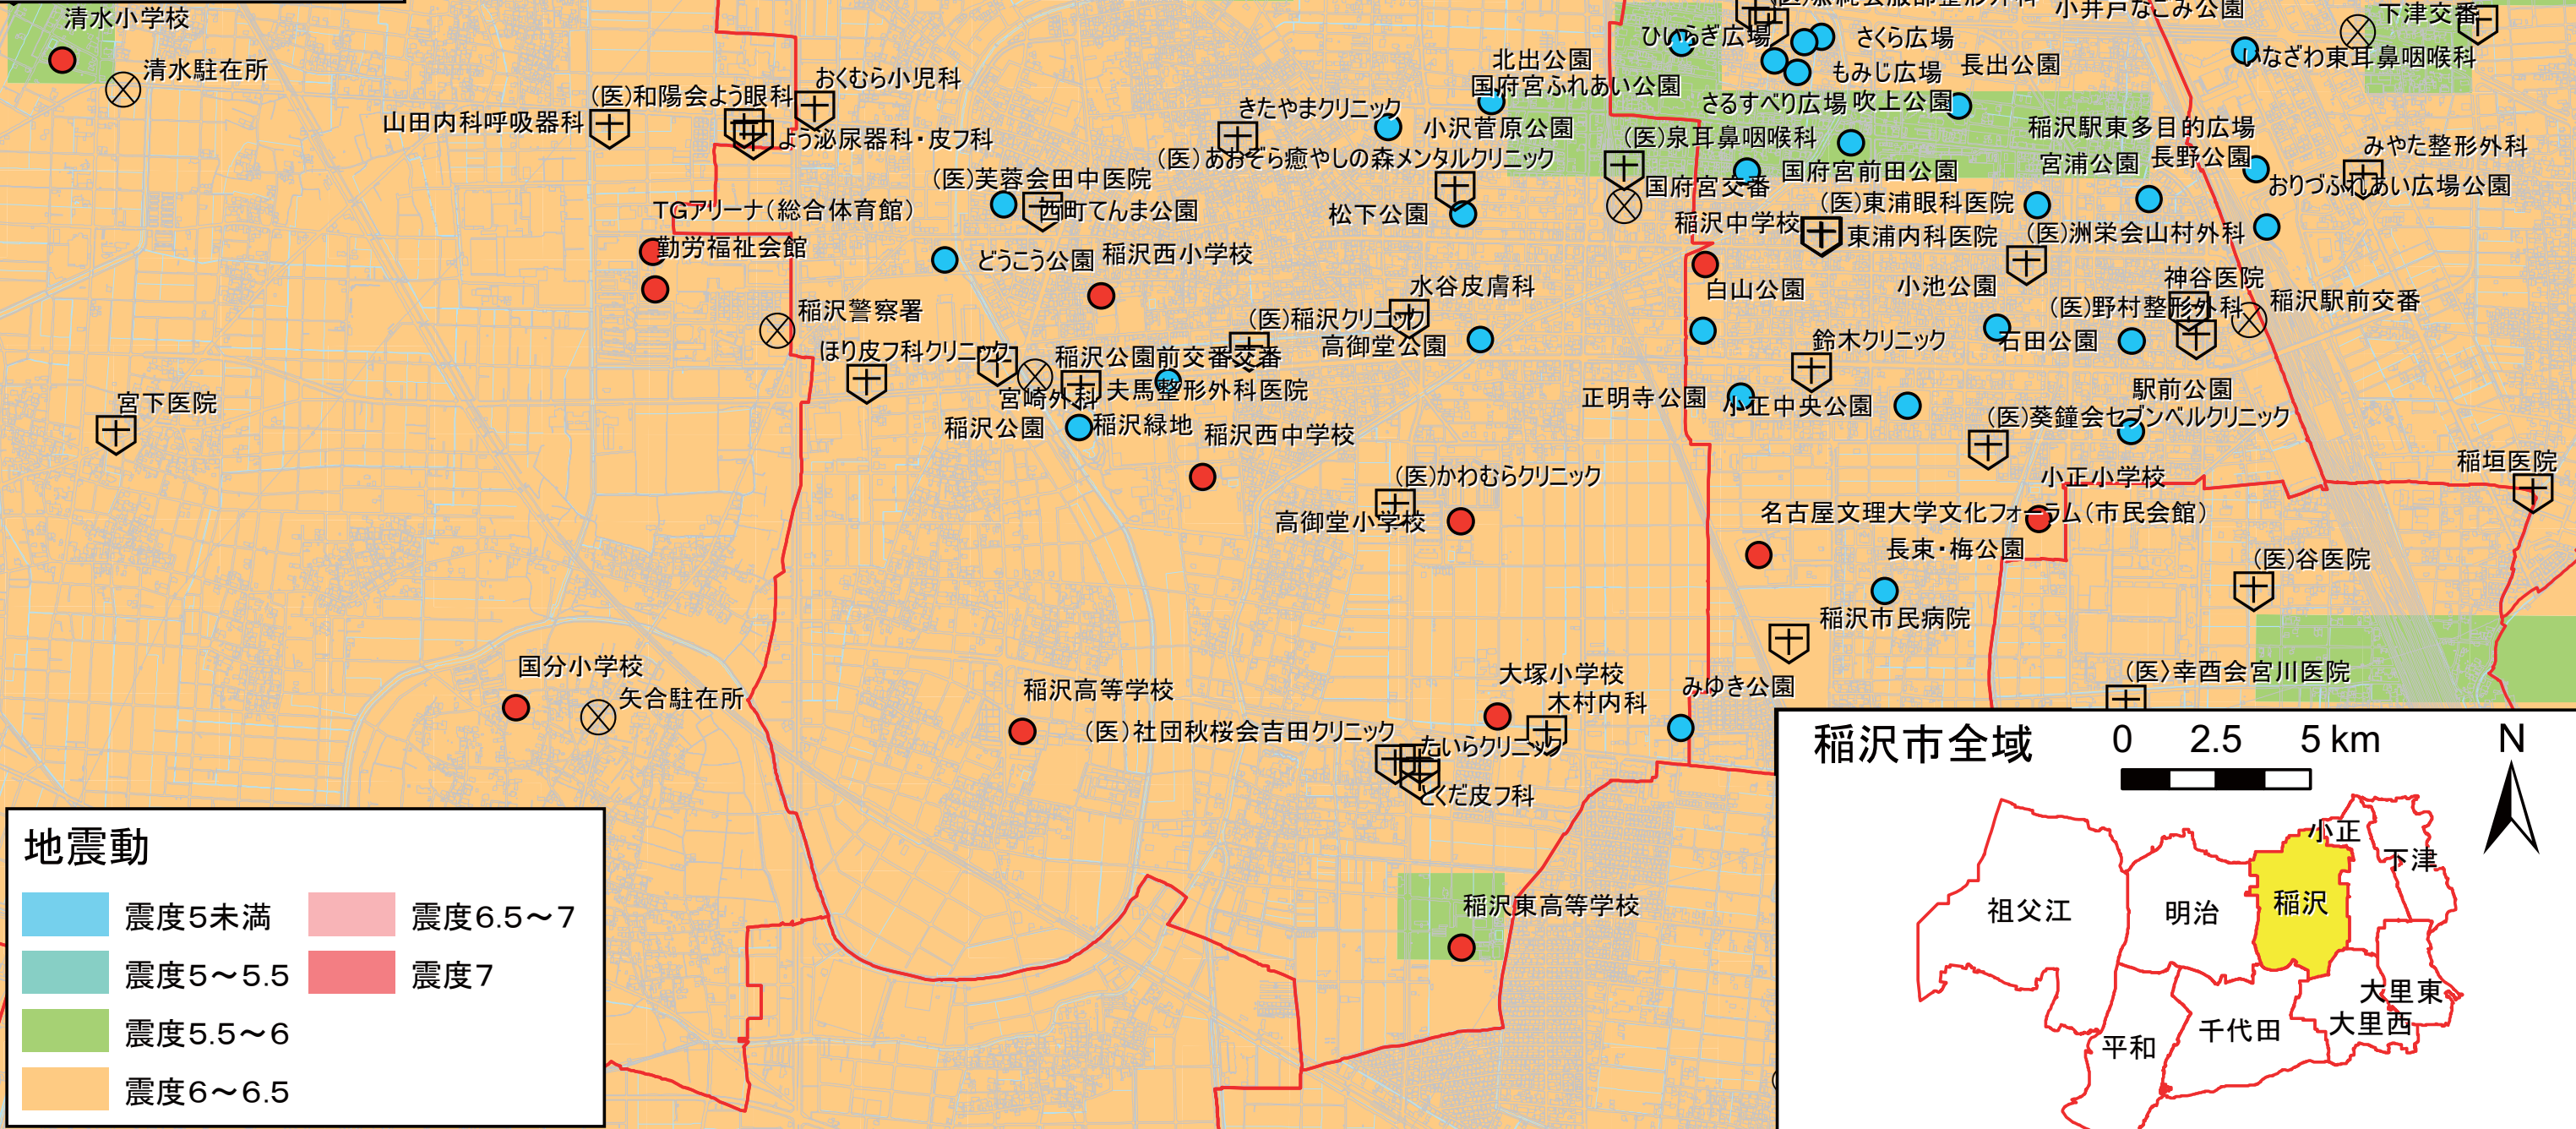 清水小学校
清水駐在所
(医)和陽会よう眼科
おくむら小児科
山田内科呼吸器科
よう泌尿器科・皮フ科
ひいらぎ広場
さくら広場
小井戸なごみ公園
下津交番
いなざわ東耳鼻咽喉科
北出公園
国府宮ふれあい公園
もみじ広場
長出公園
きたやまクリニック
小沢菅原公園
さるすべり広場
吹上公園
(医)泉耳鼻咽喉科
稲沢駅東多目的広場
みやた整形外科
(医)あおぞら癒やしの森メンタルクリニック
国府宮交番
国府宮前田公園
宮浦公園
長野公園
おりづふれあい広場公園
(医)芙蓉会田中医院
西町てんま公園
TGアリーナ(総合体育館)
勤労福祉会館
松下公園
稲沢中学校
(医)東浦眼科医院
東浦内科医院
(医)洲栄会山村外科
どうこう公園
稲沢西小学校
水谷皮膚科
白山公園
小池公園
神谷医院
稲沢警察署
(医)稲沢クリニック
高御堂公園
(医)野村整形外科
稲沢駅前交番
ほり皮フ科クリニック
稲沢公園前交番交番
鈴木クリニック
石田公園
宮崎外科
夫馬整形外科医院
正明寺公園
小正中央公園
駅前公園
宮下医院
稲沢公園
稲沢緑地
稲沢西中学校
(医)葵鐘会セブンベルクリニック
(医)かわむらクリニック
小正小学校
稲垣医院
高御堂小学校
名古屋文理大学文化フォーラム(市民会館)
長束・梅公園
(医)谷医院
稲沢市民病院
国分小学校
矢合駐在所
稲沢高等学校
大塚小学校
木村内科
みゆき公園
(医)幸酉会宮川医院
(医)社団秋桜会吉田クリニック
たいらクリニック
とくだ皮フ科
稲沢東高等学校
地震動
震度5未満
震度6.5～7
震度5～5.5
震度7
震度5.5～6
震度6～6.5
稲沢市全域
0 2.5 5 km
N
小正
下津
祖父江
明治
稲沢
大里東
大里西
千代田
平和